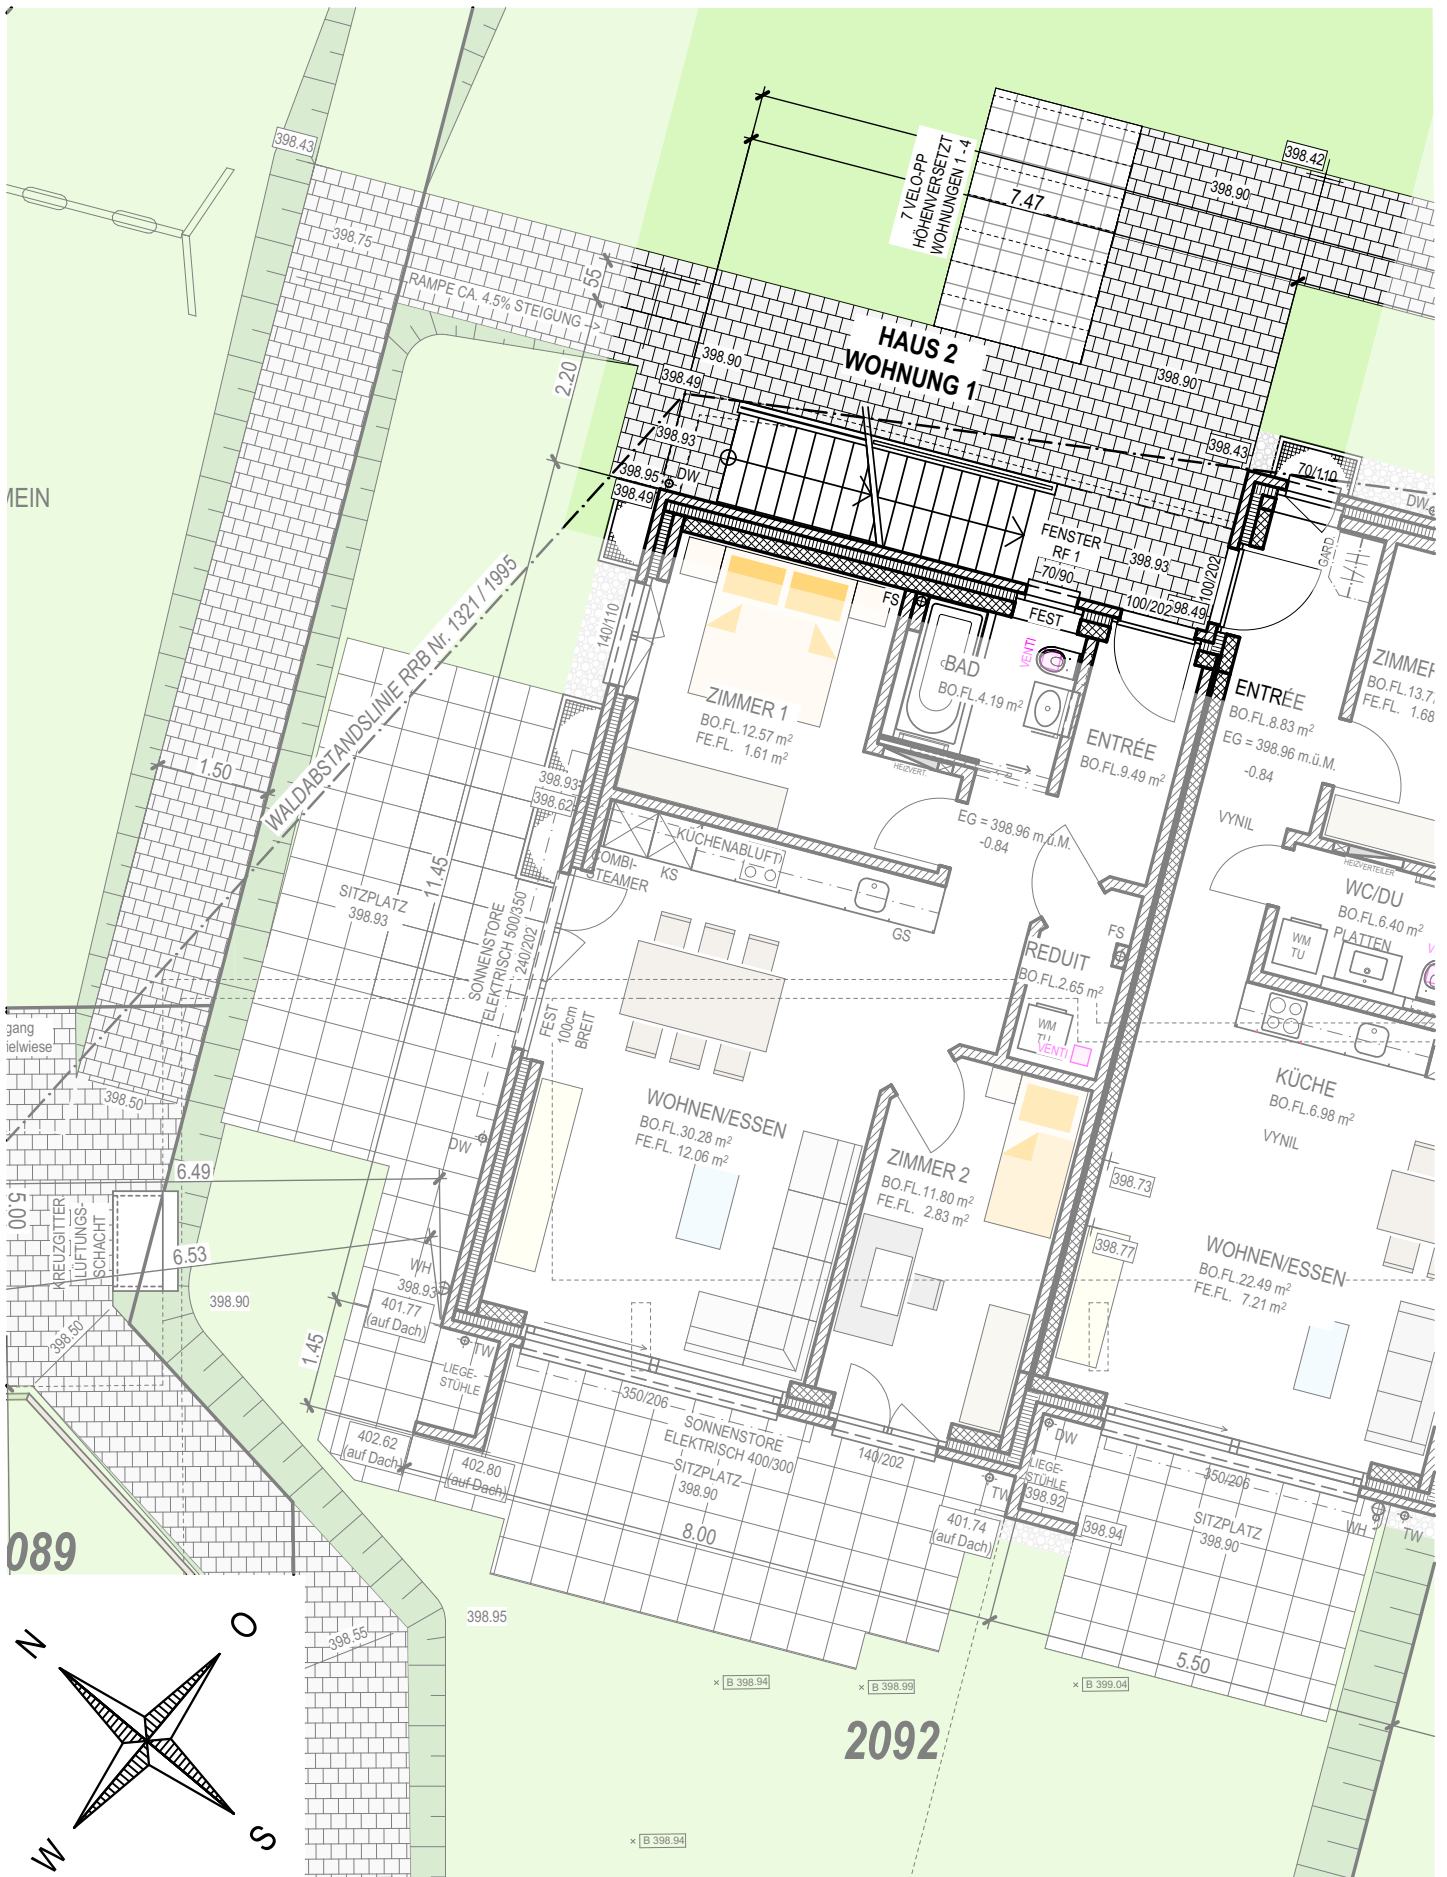 398.43
398.42
398.90
7 VELO-PP
HÖHENVERSETZT
WOHNUNGEN 1 - 4
7.47
398.75
RAMPE CA. 4.5% STEIGUNG -->
55
2.20
HAUS 2
WOHNUNG 1
398.90
398.49
398.90
398.93
398.95
DW
398.49
398.43
70/110
DW
MEIN
FENSTER
RF 1
70/90
398.93
100/202
100/202
98.49
GARD.
FS
FEST
WALDABSTANDSLINIE RRB Nr. 1321 / 1995
140/110
VENTI
BAD
BO.FL.4.19 m²
ZIMMER 1
BO.FL.12.57 m²
FE.FL. 1.61 m²
ENTRÉE
BO.FL.9.49 m²
ENTRÉE
BO.FL.8.83 m²
EG = 398.96 m.ü.M.
-0.84
VYNIL
ZIMMER
BO.FL.13.7
FE.FL. 1.68
HEIZVERT.
1.50
398.93
398.62
KÜCHENABLUFT
COMBI-
STEAMER
KS
GS
EG = 398.96 m.ü.M.
-0.84
HEIZVERTEILER
WC/DU
BO.FL.6.40 m²
PLATTEN
WM
TU
SITZPLATZ
398.93
11.45
SONNENSTORE
ELEKTRISCH 500/350
240/202
FEST
100cm
BREIT
FS
REDUIT
BO.FL.2.65 m²
WM
TU
VENTI
gang
ielwiese
398.50
KÜCHE
BO.FL.6.98 m²
VYNIL
WOHNEN/ESSEN
BO.FL.30.28 m²
FE.FL. 12.06 m²
DW
ZIMMER 2
BO.FL.11.80 m²
FE.FL. 2.83 m²
398.73
398.77
6.49
5.00
KREUZGITTER
LÜFTUNGS-
SCHACHT
6.53
398.90
398.50
WH
398.93
401.77
(auf Dach)
1.45
WOHNEN/ESSEN
BO.FL.22.49 m²
FE.FL. 7.21 m²
TW
LIEGE-
STÜHLE
350/206
SONNENSTORE
ELEKTRISCH 400/300
SITZPLATZ
398.90
140/202
402.62
(auf Dach)
402.80
(auf Dach)
8.00
TW
401.74
(auf Dach)
DW
LIEGE-
STÜHLE
398.92
398.94
350/206
SITZPLATZ
398.90
WH
TW
089
398.95
398.55
5.50
B 398.94
B 398.99
B 399.04
2092
B 398.94
N
O
W
S